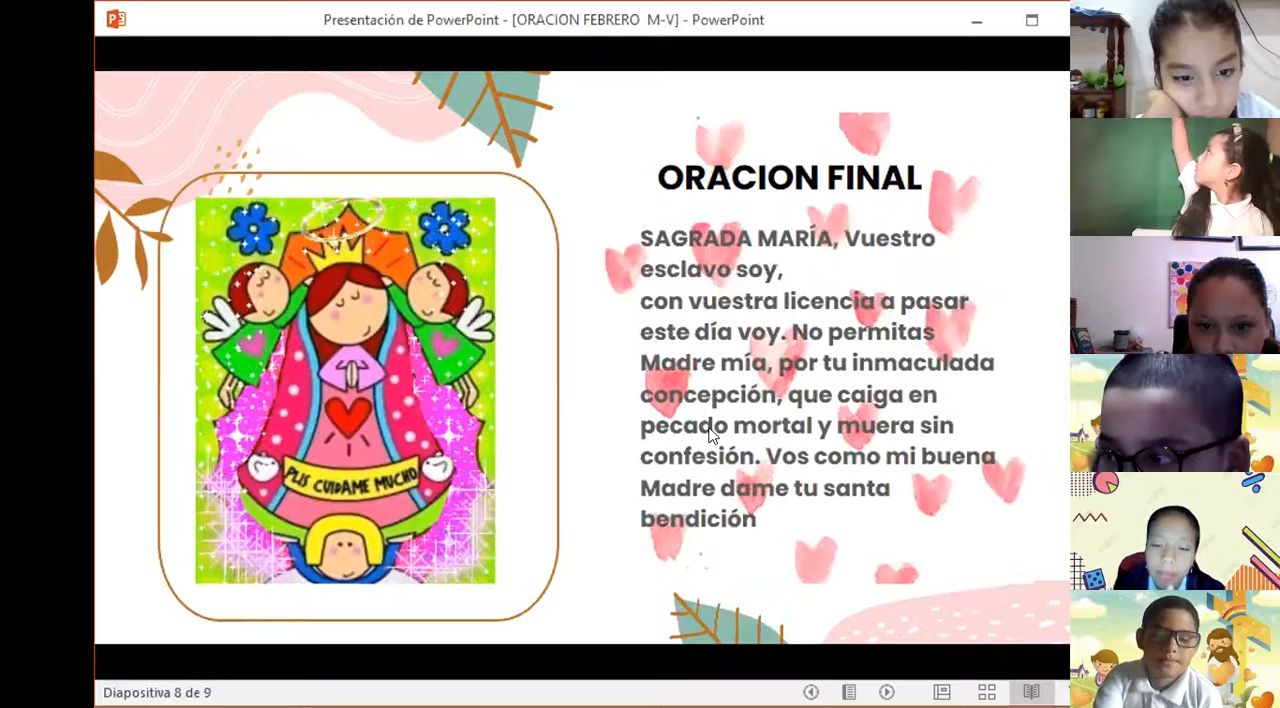 Presentación de PowerPoint - [ORACION FEBRERO M-V] - PowerPoint
ORACION FINAL
SAGRADA MARÍA, Vuestro
esclavo soy,
con vuestra licencia a pasar
este día voy. No permitas
Madre mía, por tu inmaculada
concepción, que caiga en
pecado mortal y muera sin
confesión. Vos como mi buena
Madre dame tu santa
bendición
PLIS CUIDAME MUCHO
Diapositiva 8 de 9